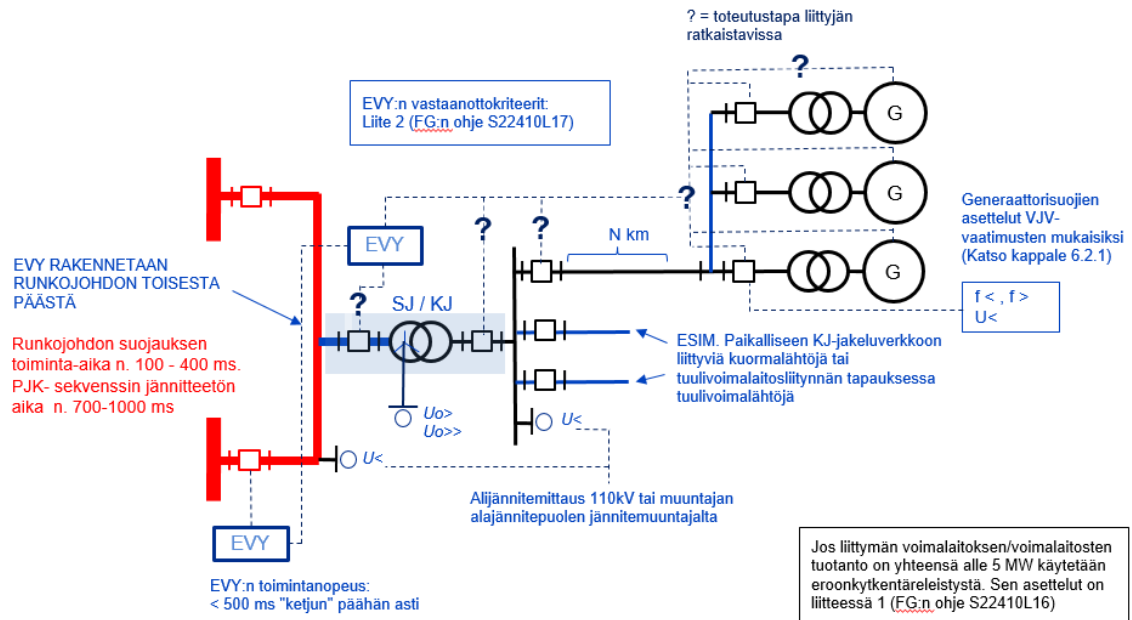 ? = toteutustapa liittyjän
ratkaistavissa
EVY:n vastaanottokriteerit:
Liite 2 (FG:n ohje S22410L17)
?
G
?
G
G
EVY
?
?
N km
Generaattorisuojien
asettelut VJV-
vaatimusten mukaisiksi
(Katso kappale 6.2.1)
f < , f >
U<
EVY RAKENNETAAN
RUNKOJOHDON TOISESTA
PÄÄSTÄ
?
SJ / KJ
Runkojohdon suojauksen
toiminta-aika n. 100 - 400 ms.
PJK- sekvenssin jännitteetön
aika n. 700-1000 ms
ESIM. Paikalliseen KJ-jakeluverkkoon
liittyviä kuormalähtöjä tai
tuulivoimalaitosliitynnän tapauksessa
tuulivoimalähtöjä
Uo>
Uo>>
U<
U<
Alijännitemittaus 110kV tai muuntajan
alajännitepuolen jännitemuuntajalta
EVY
EVY:n toimintanopeus:
< 500 ms "ketjun" päähän asti
Jos liittymän voimalaitoksen/voimalaitosten
tuotanto on yhteensä alle 5 MW käytetään
eroonkytkentäreleistystä. Sen asettelut on
liitteessä 1 (FG:n ohje S22410L16)